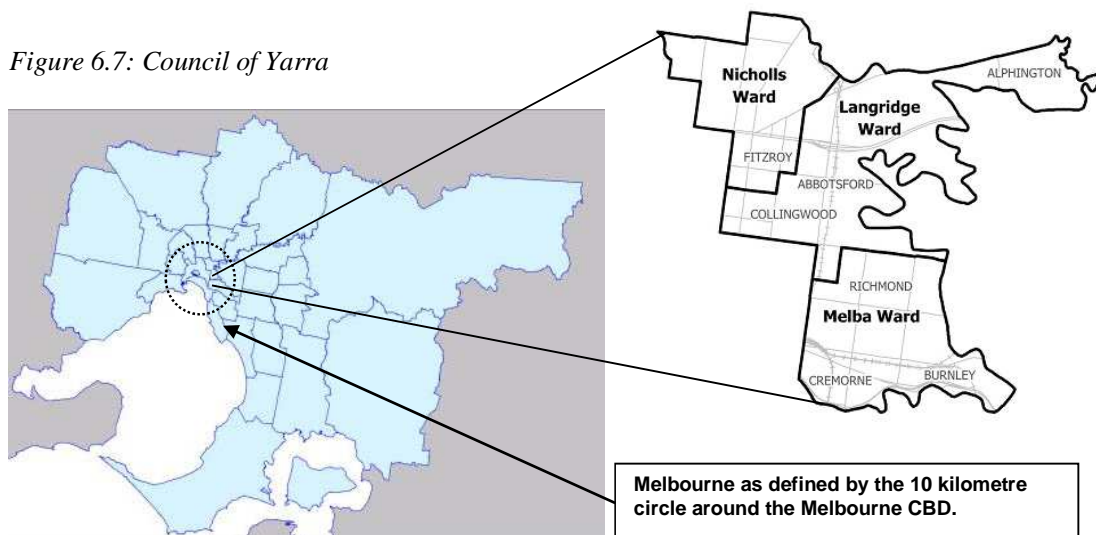 Figure 6.7: Council of Yarra
Nicholls
Ward
ALPHINGTON
Langridge
Ward
FITZROY
ABBOTSFORD
COLLINGWOOD
RICHMOND
Melba Ward
CREMORNE
BURNLEY
Melbourne as defined by the 10 kilometre
circle around the Melbourne CBD.